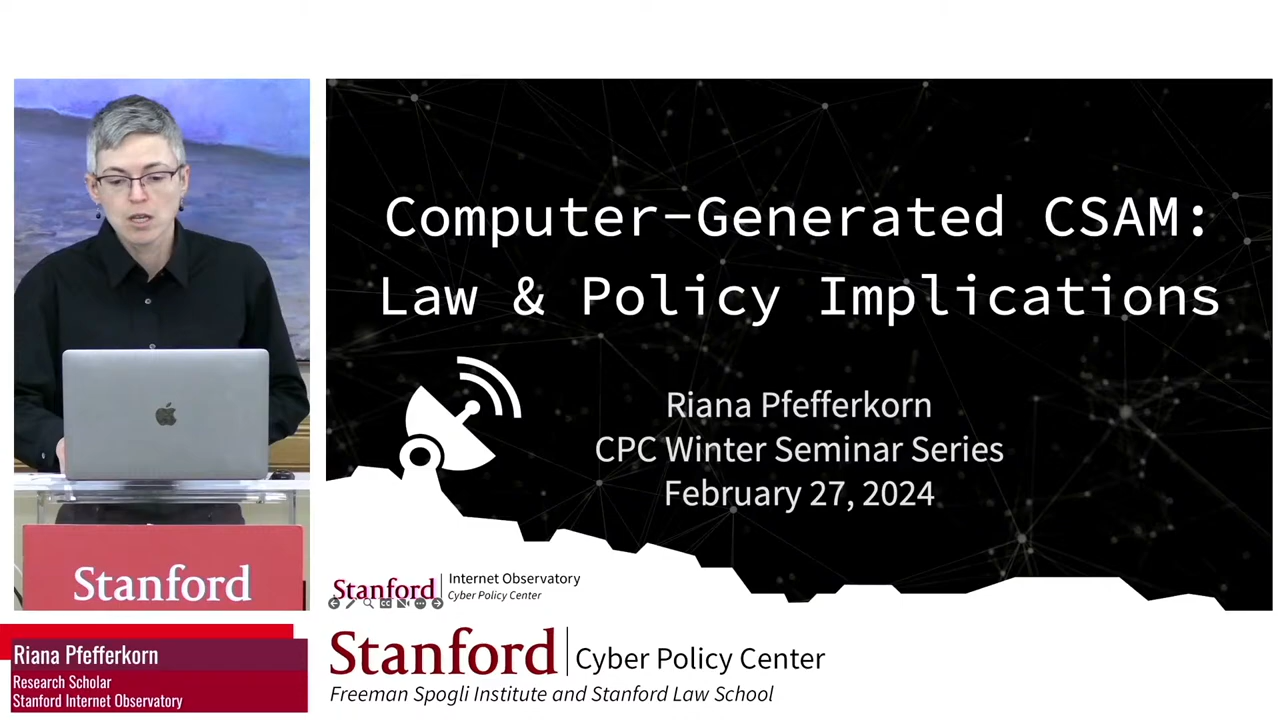 Computer-Generated CSAM:
Law & Policy Implications
Riana Pfefferkorn
CPC Winter Seminar Series
February 27, 2024
Stanford
Stanford
Internet Observatory
Cyber Policy Center
Riana Pfefferkorn
Research Scholar
Stanford Internet Observatory
Stanford
Cyber Policy Center
Freeman Spogli Institute and Stanford Law School